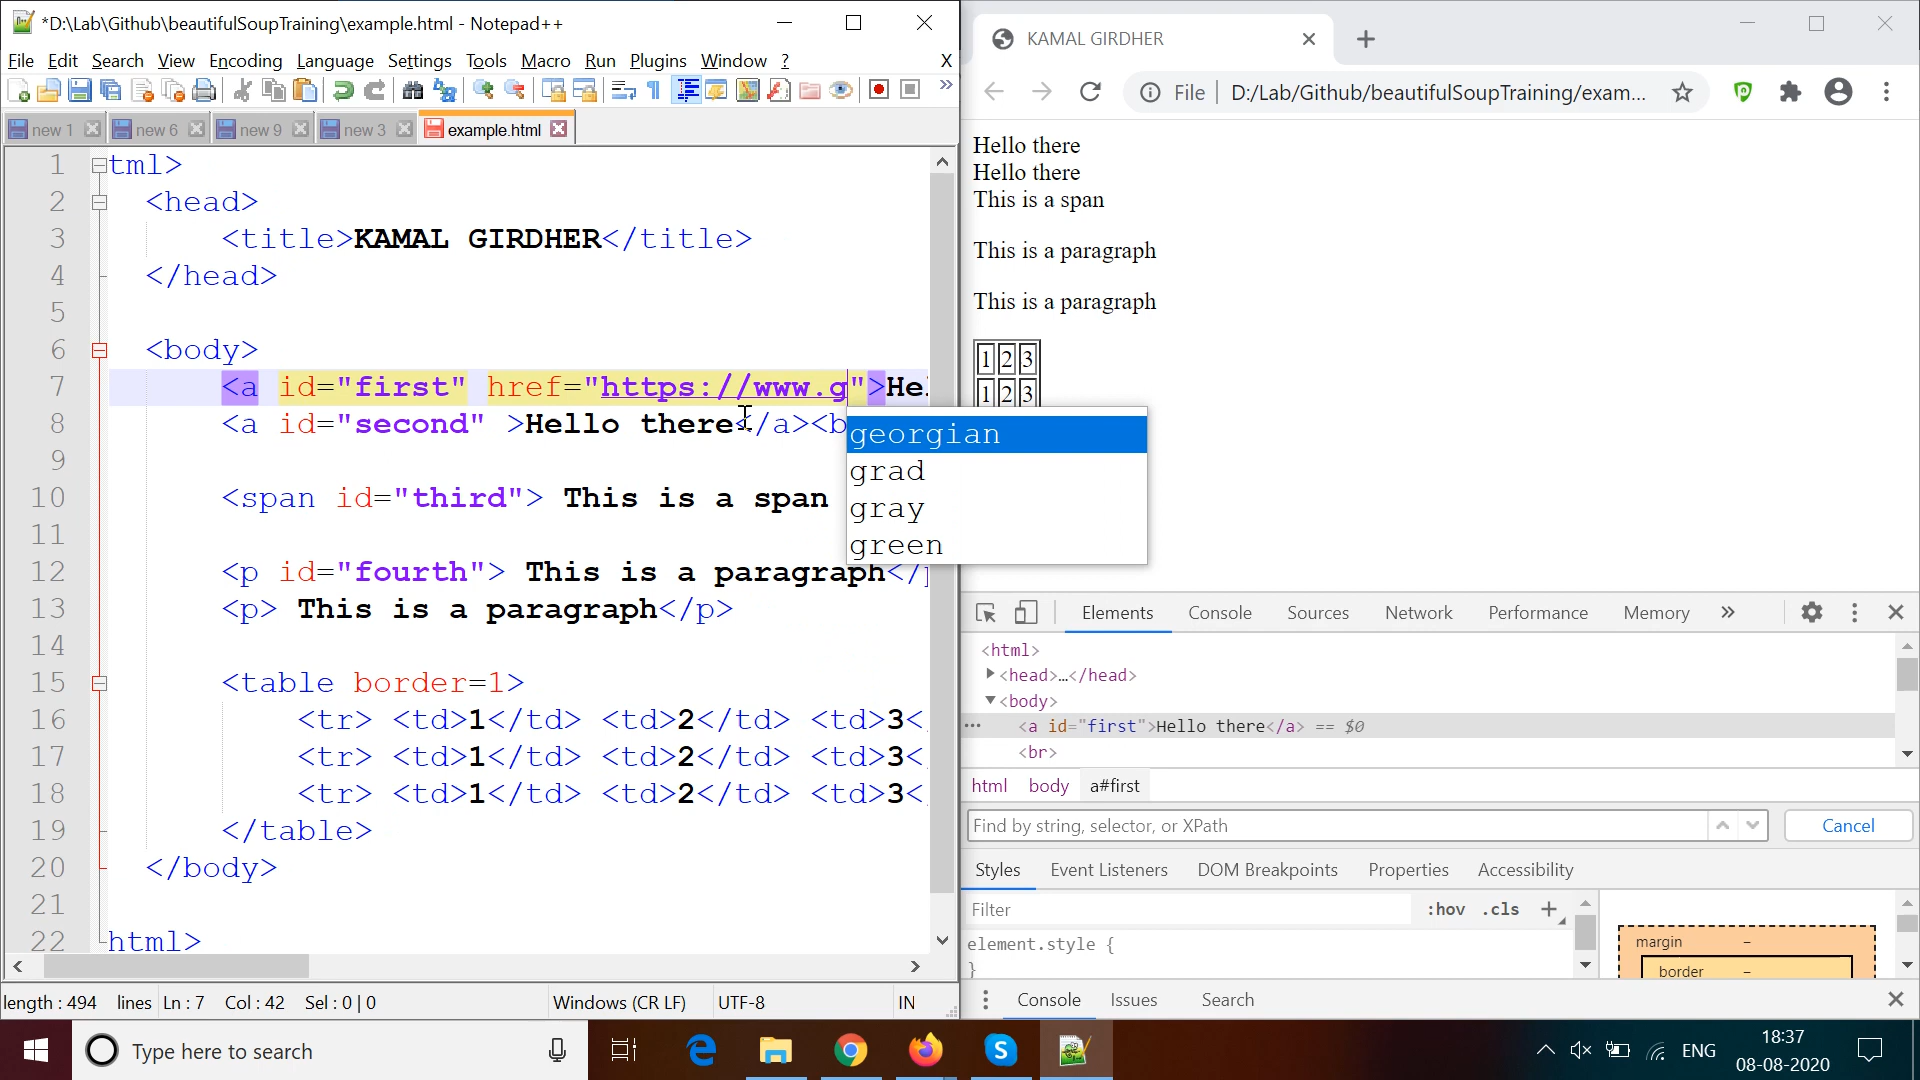 *D:\Lab\Github\beautifulSoupTraining\example.html - Notepad++
File Edit Search View Encoding Language Settings Tools Macro Run Plugins Window ? X
new 1 new 6 new 9 new 3 example.html
1 tml>
2 <head>
3 <title>KAMAL GIRDHER</title>
4 </head>
5
6 <body>
7 <a id="first" href="https://www.g">He
8 <a id="second" >Hello there</a><b
9
10 <span id="third"> This is a span
11
12 <p id="fourth"> This is a paragraph</p
13 <p> This is a paragraph</p>
14
15 <table border=1>
16 <tr> <td>1</td> <td>2</td> <td>3<
17 <tr> <td>1</td> <td>2</td> <td>3<
18 <tr> <td>1</td> <td>2</td> <td>3<
19 </table>
20 </body>
21
22 html>
georgian
grad
gray
green
length : 494 lines Ln : 7 Col : 42 Sel : 0 | 0 Windows (CR LF) UTF-8 IN
KAMAL GIRDHER
File D:/Lab/Github/beautifulSoupTraining/exam...
Hello there
Hello there
This is a span
This is a paragraph
This is a paragraph
1 2 3
1 2 3
Elements Console Sources Network Performance Memory »
<html>
<head>…</head>
<body>
... <a id="first">Hello there</a> == $0
<br>
html body a#first
Find by string, selector, or XPath Cancel
Styles Event Listeners DOM Breakpoints Properties Accessibility
Filter :hov .cls +
element.style {
}
margin –
border –
Console Issues Search
Type here to search
ENG
18:37
08-08-2020